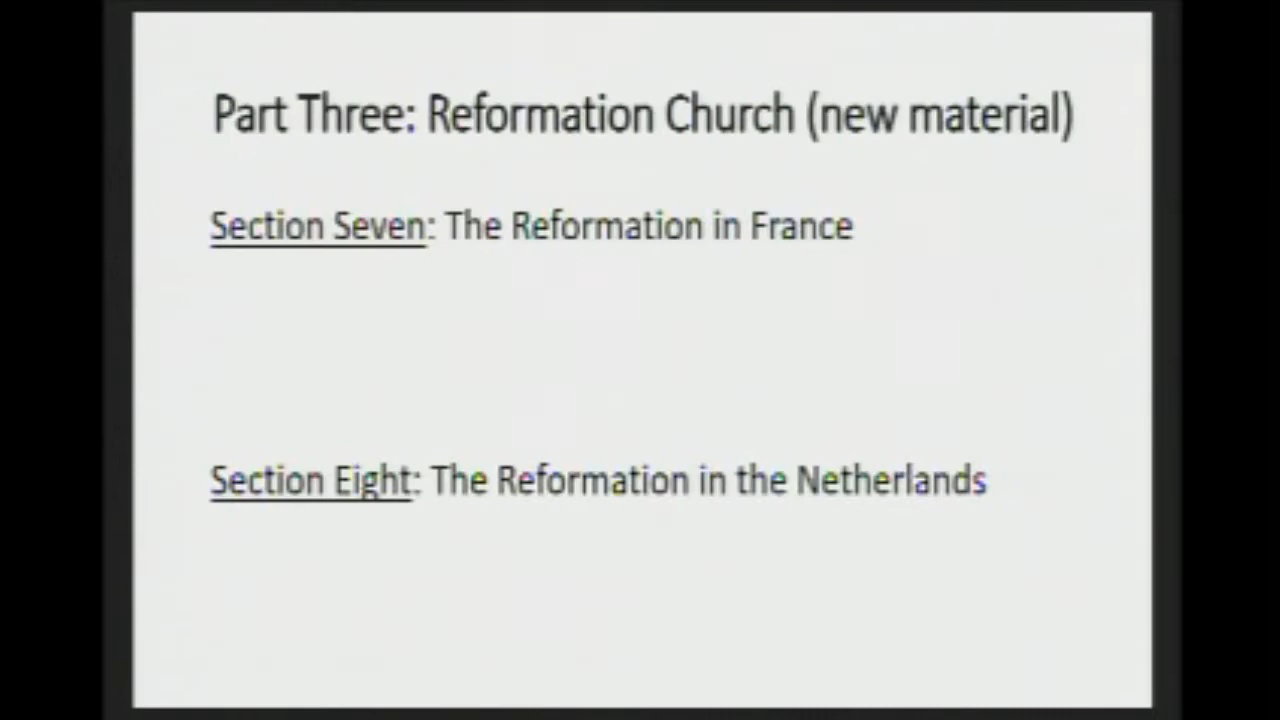 Part Three: Reformation Church (new material)
Section Seven: The Reformation in France
Section Eight: The Reformation in the Netherlands